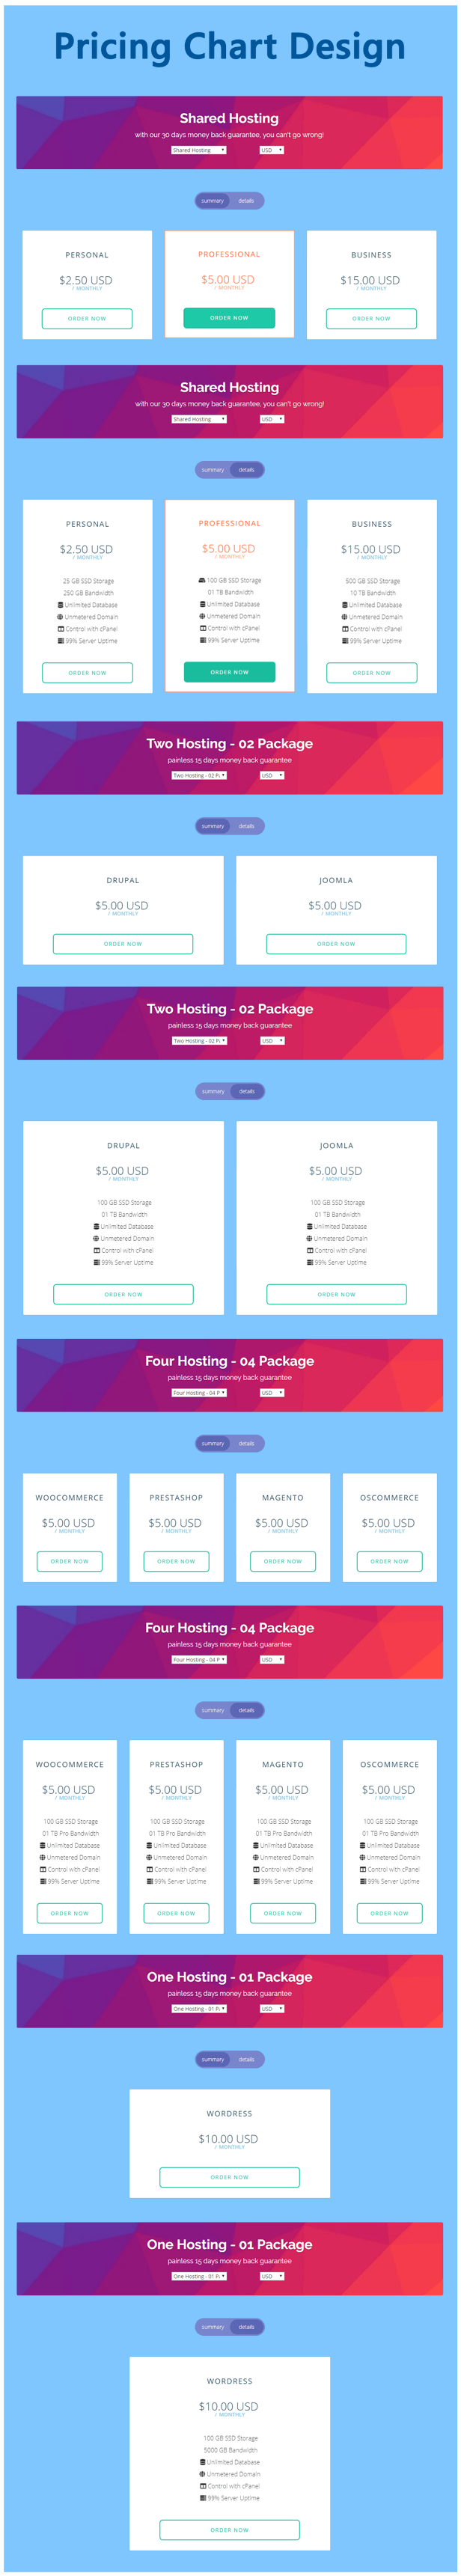 Pricing Chart Design
Shared Hosting
with our 30 days money back guarantee, you can't go wrong!
Shared Hosting USD
summary details
PERSONAL PROFESSIONAL BUSINESS
$2.50 USD $5.00 USD $15.00 USD
/ MONTHLY / MONTHLY / MONTHLY
ORDER NOW ORDER NOW ORDER NOW
Shared Hosting
with our 30 days money back guarantee, you can't go wrong!
Shared Hosting USD
summary details
PERSONAL PROFESSIONAL BUSINESS
$2.50 USD $5.00 USD $15.00 USD
/ MONTHLY / MONTHLY / MONTHLY
25 GB SSD Storage 100 GB SSD Storage 500 GB SSD Storage
250 GB Bandwidth 01 TB Bandwidth 10 TB Bandwidth
Unlimited Database Unlimited Database Unlimited Database
Unmetered Domain Unmetered Domain Unmetered Domain
Control with cPanel Control with cPanel Control with cPanel
99% Server Uptime 99% Server Uptime 99% Server Uptime
ORDER NOW ORDER NOW ORDER NOW
Two Hosting - 02 Package
painless 15 days money back guarantee
Two Hosting - 02 P USD
summary details
DRUPAL JOOMLA
$5.00 USD $5.00 USD
/ MONTHLY / MONTHLY
ORDER NOW ORDER NOW
Two Hosting - 02 Package
painless 15 days money back guarantee
Two Hosting - 02 P USD
summary details
DRUPAL JOOMLA
$5.00 USD $5.00 USD
/ MONTHLY / MONTHLY
100 GB SSD Storage 100 GB SSD Storage
01 TB Bandwidth 01 TB Bandwidth
Unlimited Database Unlimited Database
Unmetered Domain Unmetered Domain
Control with cPanel Control with cPanel
99% Server Uptime 99% Server Uptime
ORDER NOW ORDER NOW
Four Hosting - 04 Package
painless 15 days money back guarantee
Four Hosting - 04 P USD
summary details
WOOCOMMERCE PRESTASHOP MAGENTO OSCOMMERCE
$5.00 USD $5.00 USD $5.00 USD $5.00 USD
/ MONTHLY / MONTHLY / MONTHLY / MONTHLY
ORDER NOW ORDER NOW ORDER NOW ORDER NOW
Four Hosting - 04 Package
painless 15 days money back guarantee
Four Hosting - 04 P USD
summary details
WOOCOMMERCE PRESTASHOP MAGENTO OSCOMMERCE
$5.00 USD $5.00 USD $5.00 USD $5.00 USD
/ MONTHLY / MONTHLY / MONTHLY / MONTHLY
100 GB SSD Storage 100 GB SSD Storage 100 GB SSD Storage 100 GB SSD Storage
01 TB Pro Bandwidth 01 TB Pro Bandwidth 01 TB Pro Bandwidth 01 TB Pro Bandwidth
Unlimited Database Unlimited Database Unlimited Database Unlimited Database
Unmetered Domain Unmetered Domain Unmetered Domain Unmetered Domain
Control with cPanel Control with cPanel Control with cPanel Control with cPanel
99% Server Uptime 99% Server Uptime 99% Server Uptime 99% Server Uptime
ORDER NOW ORDER NOW ORDER NOW ORDER NOW
One Hosting - 01 Package
painless 15 days money back guarantee
One Hosting - 01 P USD
summary details
WORDRESS
$10.00 USD
/ MONTHLY
ORDER NOW
One Hosting - 01 Package
painless 15 days money back guarantee
One Hosting - 01 P USD
summary details
WORDRESS
$10.00 USD
/ MONTHLY
100 GB SSD Storage
5000 GB Bandwidth
Unlimited Database
Unmetered Domain
Control with cPanel
99% Server Uptime
ORDER NOW